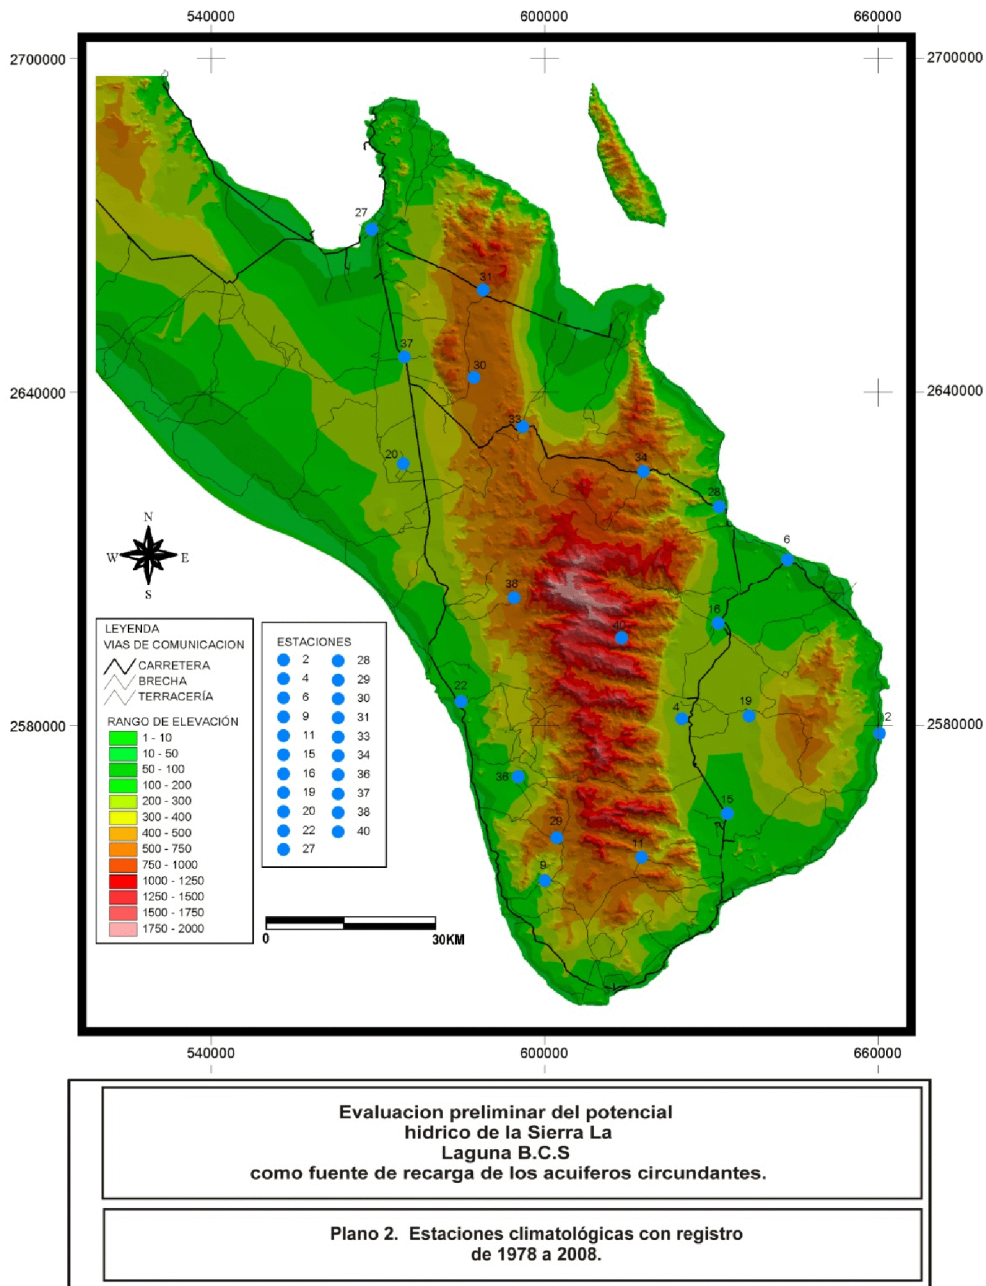 540000 600000 660000
2700000 2700000
27
31
37
30
2640000 2640000
33
34
20
28
N
W E
S
6
38
16
40
LEYENDA
VIAS DE COMUNICACION
CARRETERA
BRECHA
TERRACERÍA
RANGO DE ELEVACIÓN
1 - 10
10 - 50
50 - 100
100 - 200
200 - 300
300 - 400
400 - 500
500 - 750
750 - 1000
1000 - 1250
1250 - 1500
1500 - 1750
1750 - 2000
ESTACIONES
2 28
4 29
6 30
9 31
11 33
15 34
16 36
19 37
20 38
22 40
27
22
4
19
2
2580000 2580000
36
15
29
11
9
0 30KM
540000 600000 660000
Evaluacion preliminar del potencial
hidrico de la Sierra La
Laguna B.C.S
como fuente de recarga de los acuiferos circundantes.
Plano 2. Estaciones climatológicas con registro
de 1978 a 2008.